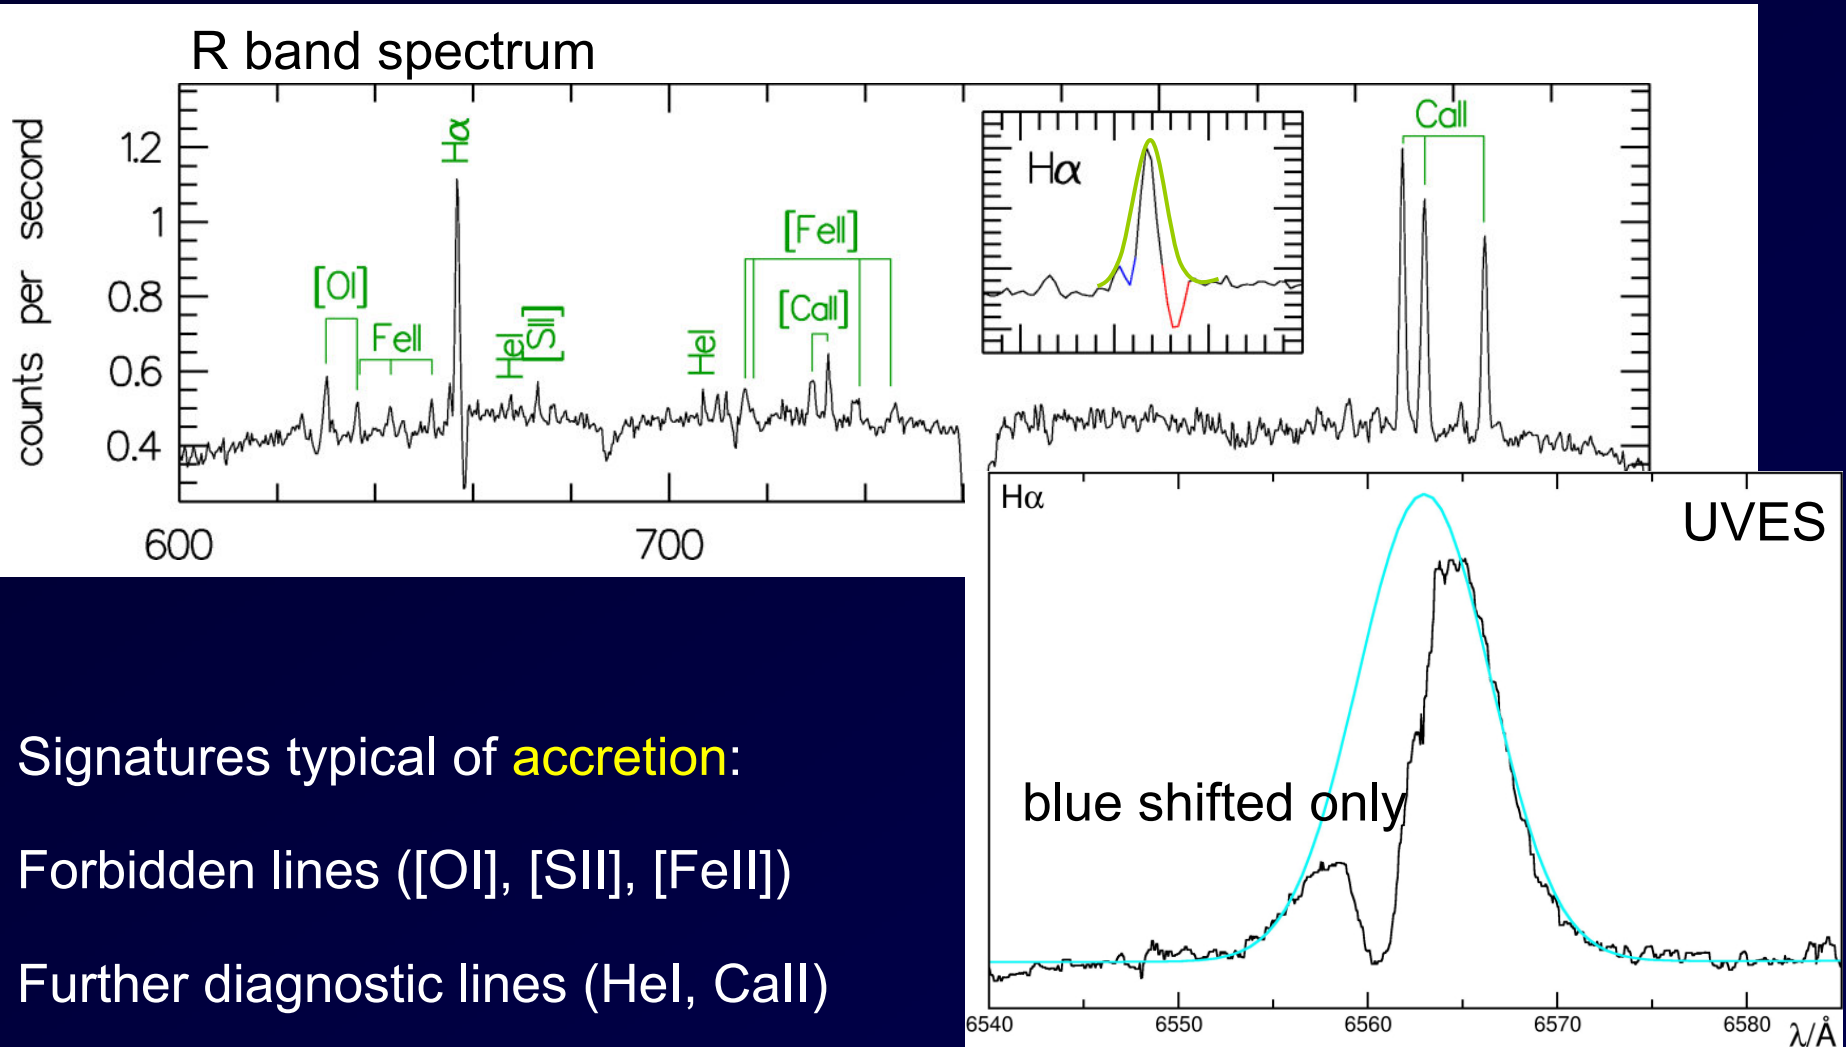 R band spectrum
counts per second
1.2
1
0.8
0.6
0.4
600
700
[OI]
FeII
Hα
HeI
[SII]
HeI
[FeII]
[CaII]
Hα
CaII
Hα
UVES
blue shifted only
6540
6550
6560
6570
6580
λ/Å
Signatures typical of accretion:
Forbidden lines ([OI], [SII], [FeII])
Further diagnostic lines (HeI, CaII)